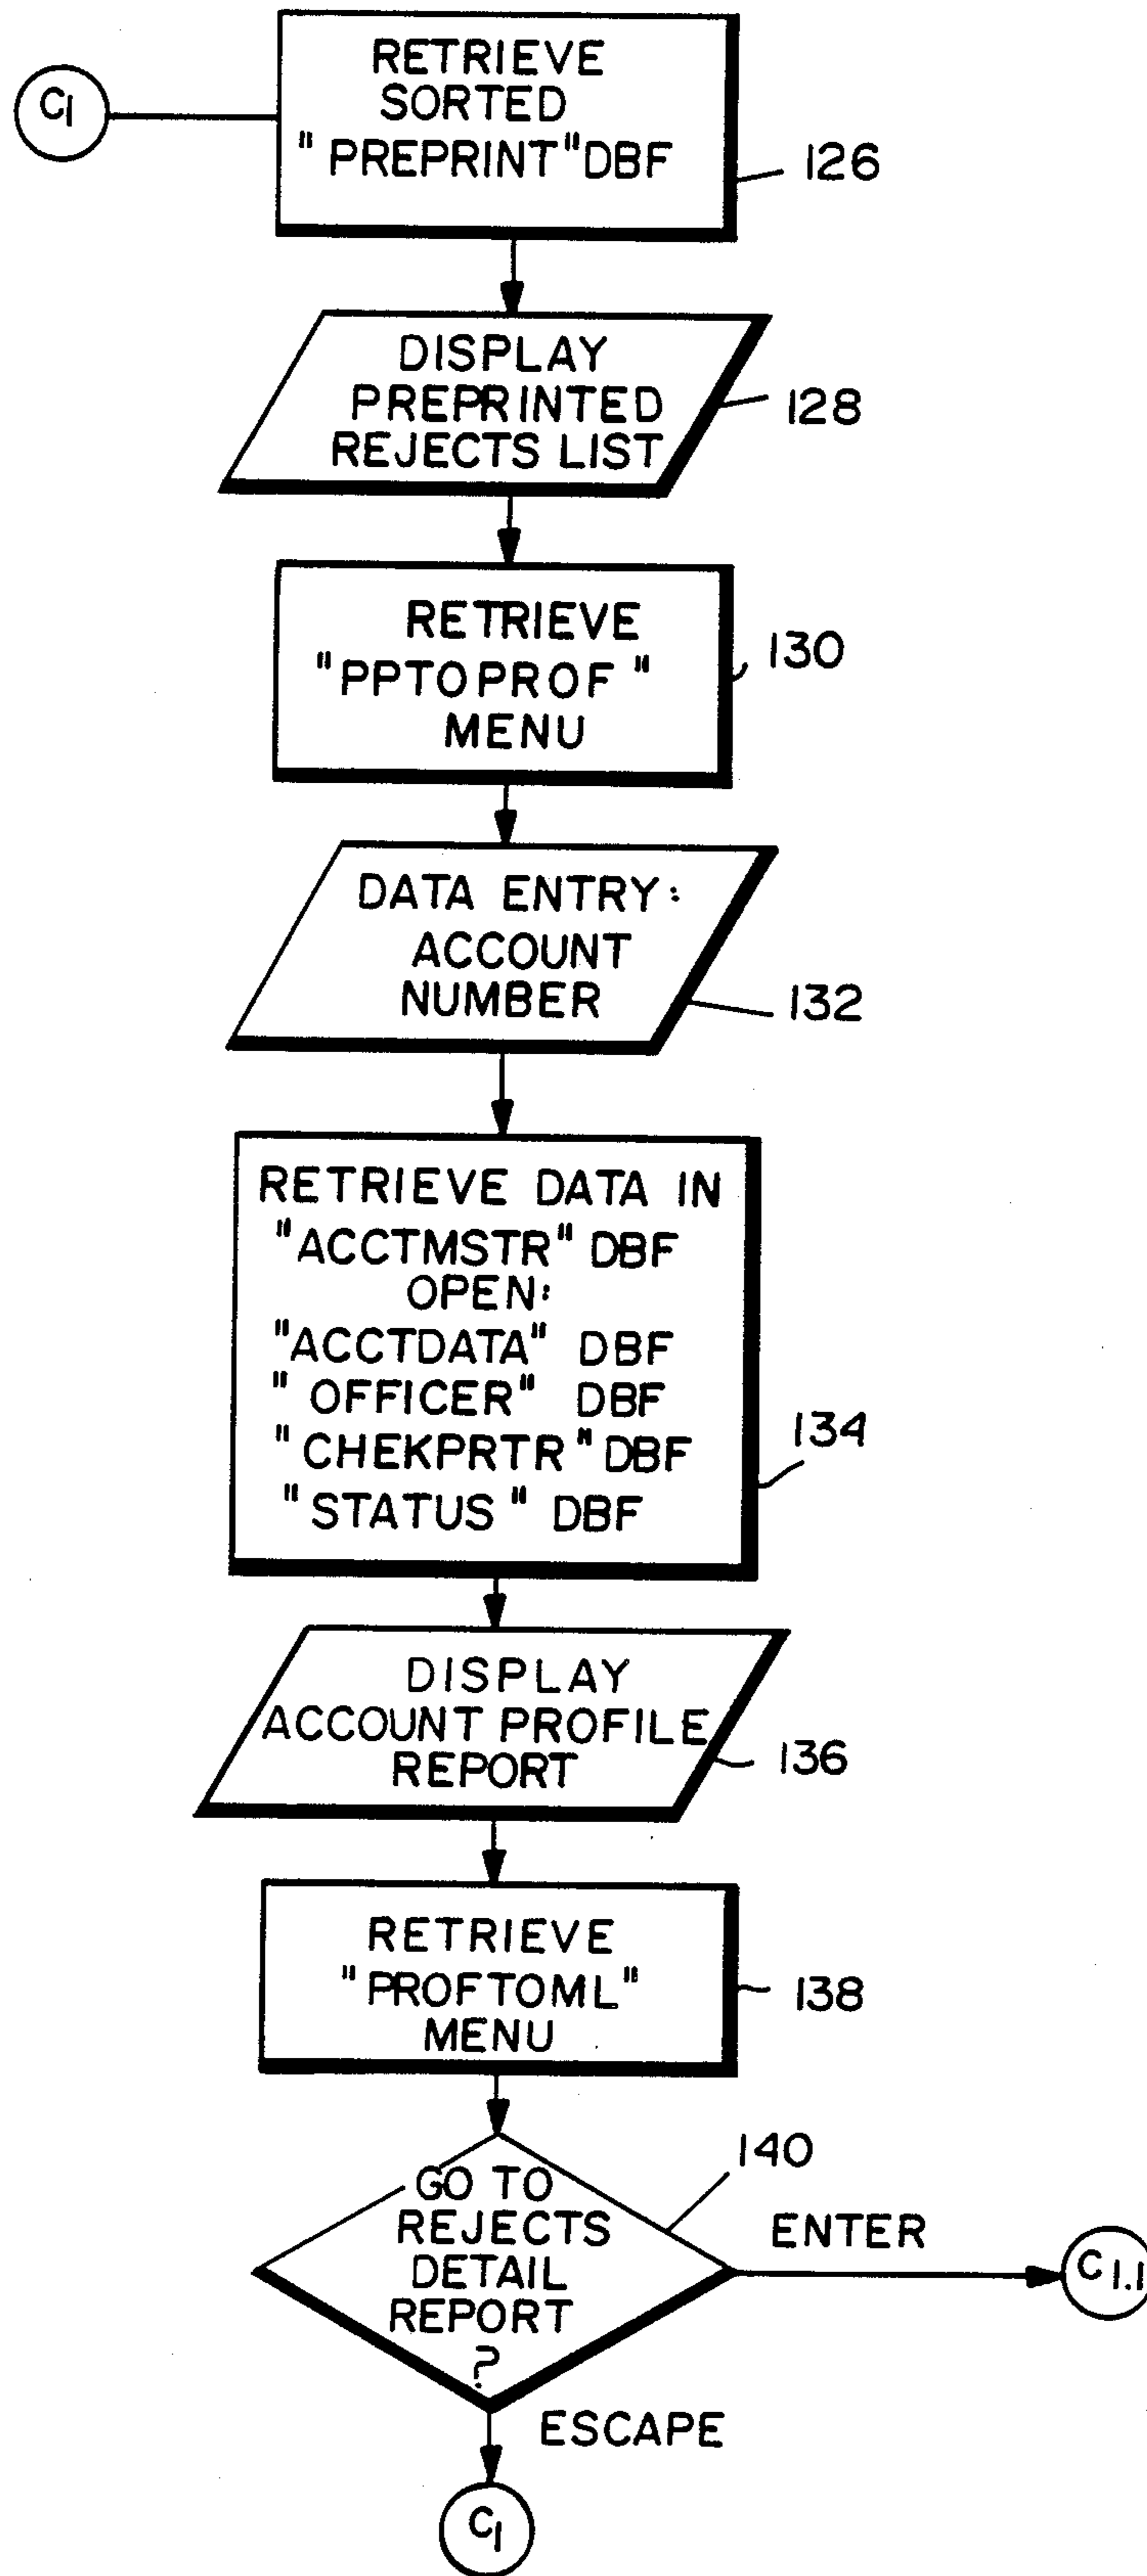 C1
RETRIEVE
SORTED
"PREPRINT" DBF
126
DISPLAY
PREPRINTED
REJECTS LIST
128
RETRIEVE
"PPTOPROF"
MENU
130
DATA ENTRY:
ACCOUNT
NUMBER
132
RETRIEVE DATA IN
"ACCTMSTR" DBF
OPEN:
"ACCTDATA" DBF
"OFFICER" DBF
"CHEKPRTR" DBF
"STATUS" DBF
134
DISPLAY
ACCOUNT PROFILE
REPORT
136
RETRIEVE
"PROFTOML"
MENU
138
GO TO
REJECTS
DETAIL
REPORT
?
140
ENTER
C1.1
ESCAPE
C1